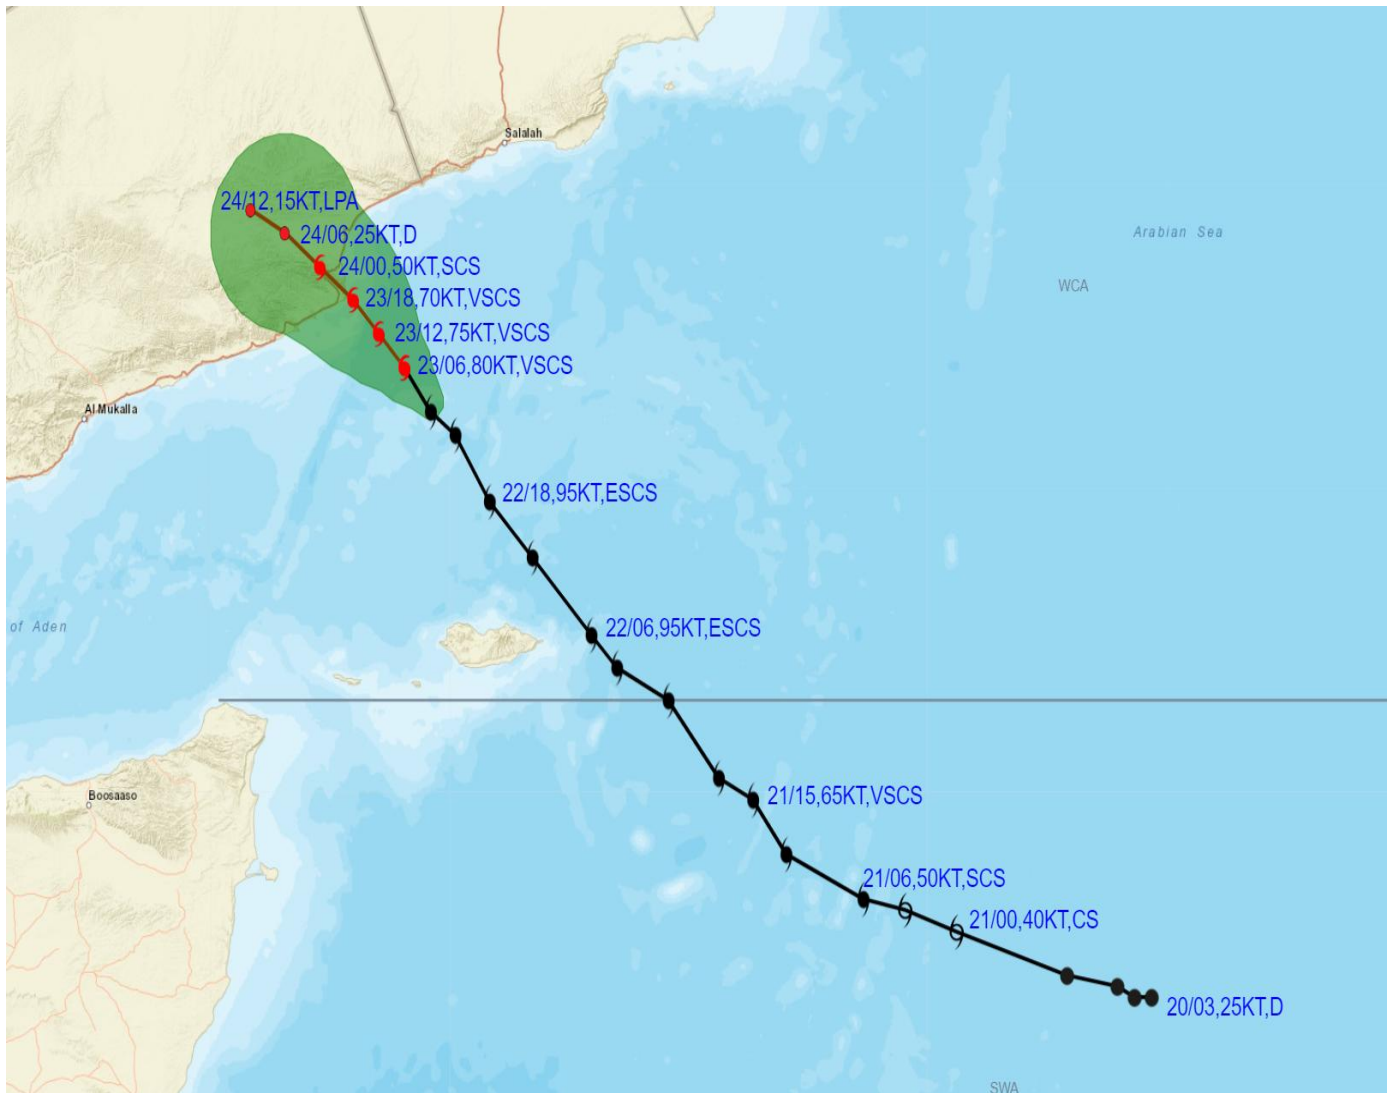 Salalah
24/12,15KT,LPA
24/06,25KT,D
Arabian Sea
24/00,50KT,SCS
WCA
23/18,70KT,VSCS
23/12,75KT,VSCS
23/06,80KT,VSCS
Al Mukalla
22/18,95KT,ESCS
of Aden
22/06,95KT,ESCS
Boosaaso
21/15,65KT,VSCS
21/06,50KT,SCS
21/00,40KT,CS
20/03,25KT,D
SWA